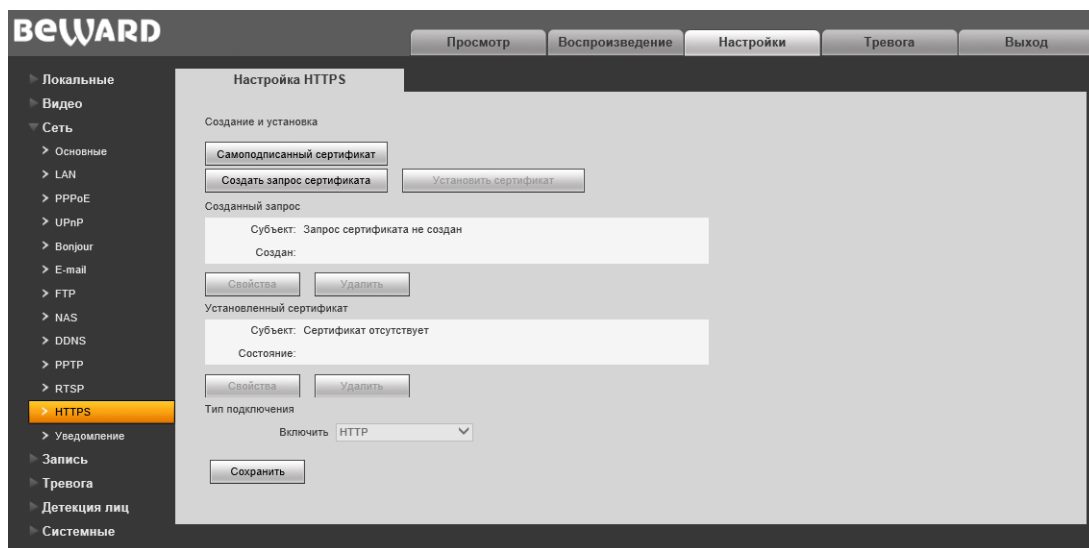 BEWARD
Просмотр Воспроизведение Настройки Тревога Выход
Локальные
Видео
Сеть
Основные
LAN
PPPoE
UPnP
Bonjour
E-mail
FTP
NAS
DDNS
PPTP
RTSP
HTTPS
Уведомление
Запись
Тревога
Детекция лиц
Системные
Настройка HTTPS
Создание и установка
Самоподписанный сертификат
Создать запрос сертификата Установить сертификат
Созданный запрос
Субъект: Запрос сертификата не создан
Создан:
Свойства Удалить
Установленный сертификат
Субъект: Сертификат отсутствует
Состояние:
Свойства Удалить
Тип подключения
Включить HTTP
Сохранить